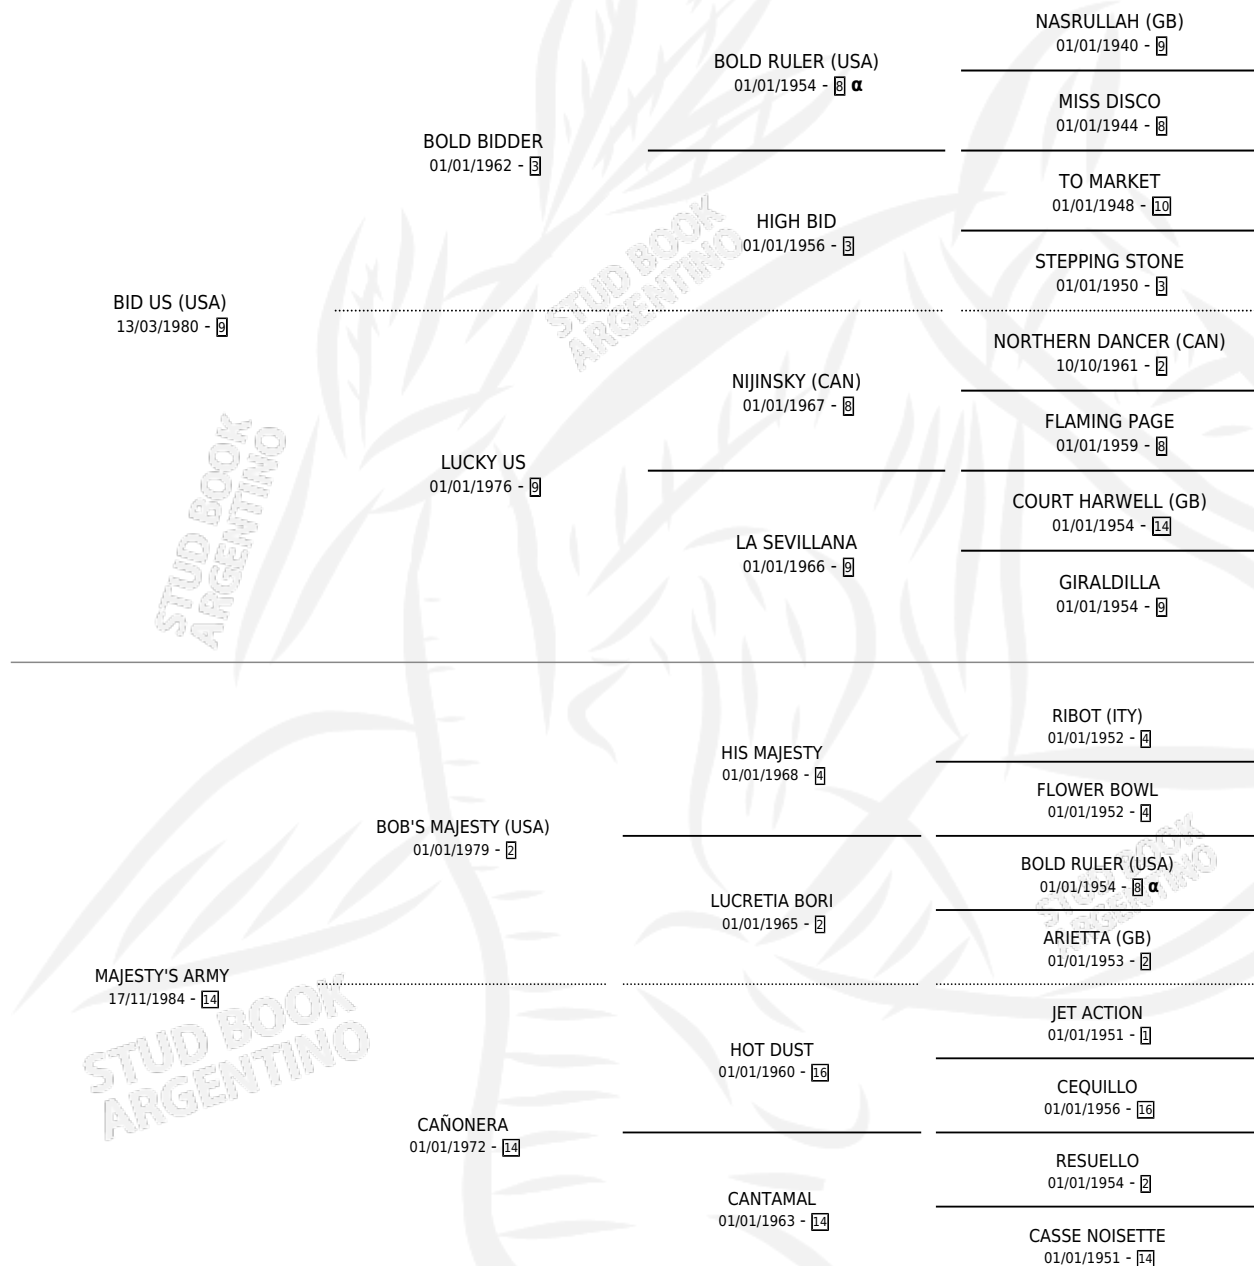 NASRULLAH (GB)
01/01/1940 - 9
BOLD RULER (USA)
01/01/1954 - 8 α
MISS DISCO
01/01/1944 - 8
BOLD BIDDER
01/01/1962 - 3
TO MARKET
01/01/1948 - 10
HIGH BID
01/01/1956 - 3
STEPPING STONE
01/01/1950 - 3
BID US (USA)
13/03/1980 - 9
STUD BOOK
ARGENTINO
NORTHERN DANCER (CAN)
10/10/1961 - 2
NIJINSKY (CAN)
01/01/1967 - 8
FLAMING PAGE
01/01/1959 - 8
LUCKY US
01/01/1976 - 9
COURT HARWELL (GB)
01/01/1954 - 14
LA SEVILLANA
01/01/1966 - 9
GIRALDILLA
01/01/1954 - 9
STUD BOOK
ARGENTINO
RIBOT (ITY)
01/01/1952 - 4
HIS MAJESTY
01/01/1968 - 4
FLOWER BOWL
01/01/1952 - 4
BOB'S MAJESTY (USA)
01/01/1979 - 2
BOLD RULER (USA)
01/01/1954 - 8 α
LUCRETIA BORI
01/01/1965 - 2
STUD BOOK
ARGENTINO
ARIETTA (GB)
01/01/1953 - 2
MAJESTY'S ARMY
17/11/1984 - 14
STUD BOOK
ARGENTINO
JET ACTION
01/01/1951 - 1
HOT DUST
01/01/1960 - 16
CEQUILLO
01/01/1956 - 16
CAÑONERA
01/01/1972 - 14
RESUELLO
01/01/1954 - 2
CANTAMAL
01/01/1963 - 14
CASSE NOISETTE
01/01/1951 - 14